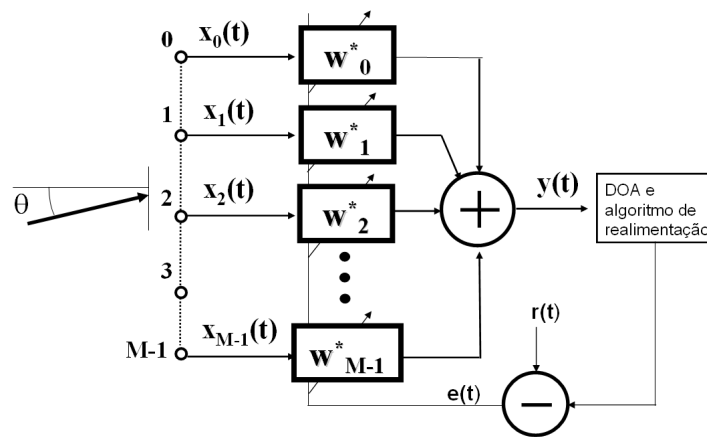 0
x0(t)
w*0
1
x1(t)
w*1
θ
2
x2(t)
w*2
y(t)
DOA e
algoritmo de
realimentação
3
M-1
xM-1(t)
w*M-1
r(t)
e(t)